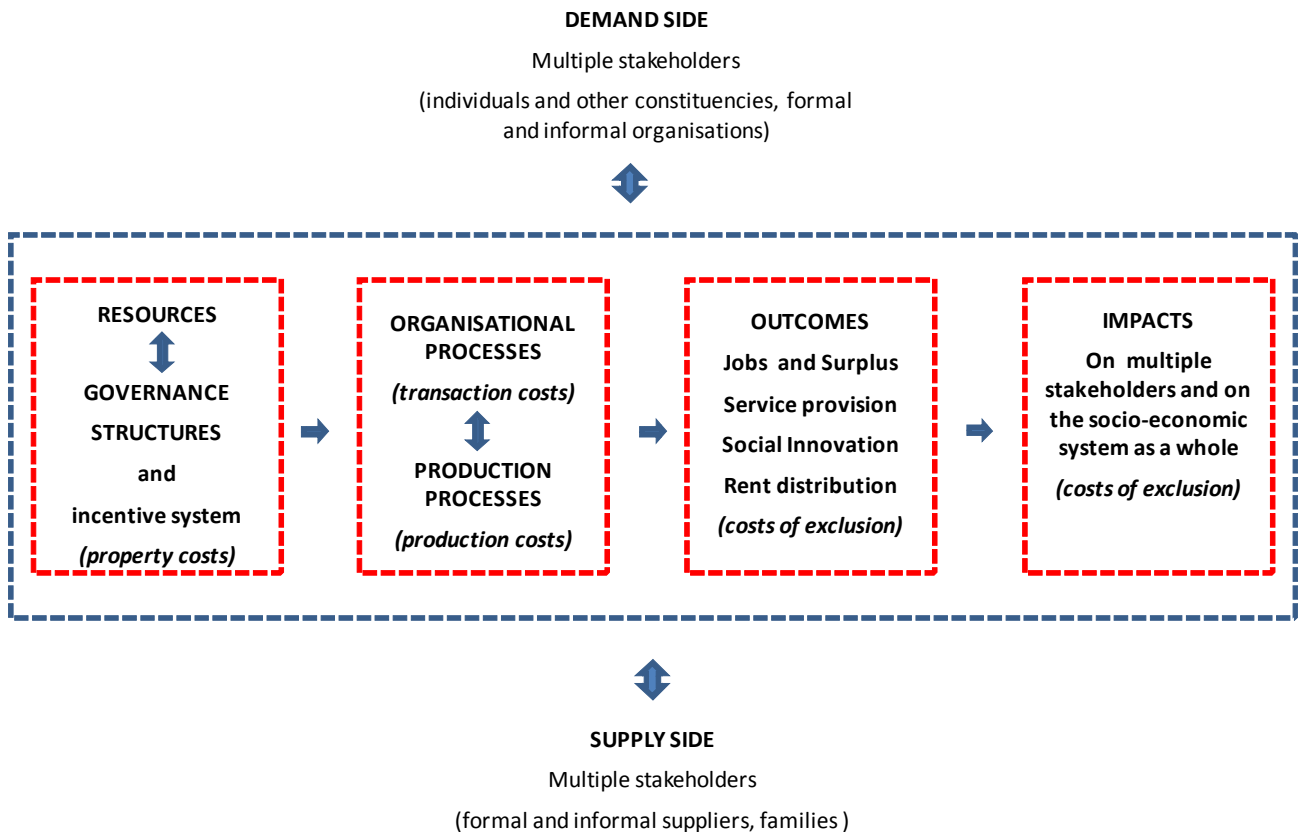 DEMAND SIDE
Multiple stakeholders
(individuals and other constituencies, formal
and informal organisations)
RESOURCES
GOVERNANCE
STRUCTURES
and
incentive system
(property costs)
ORGANISATIONAL
PROCESSES
(transaction costs)
PRODUCTION
PROCESSES
(production costs)
OUTCOMES
Jobs and Surplus
Service provision
Social Innovation
Rent distribution
(costs of exclusion)
IMPACTS
On multiple
stakeholders and on
the socio-economic
system as a whole
(costs of exclusion)
SUPPLY SIDE
Multiple stakeholders
(formal and informal suppliers, families )